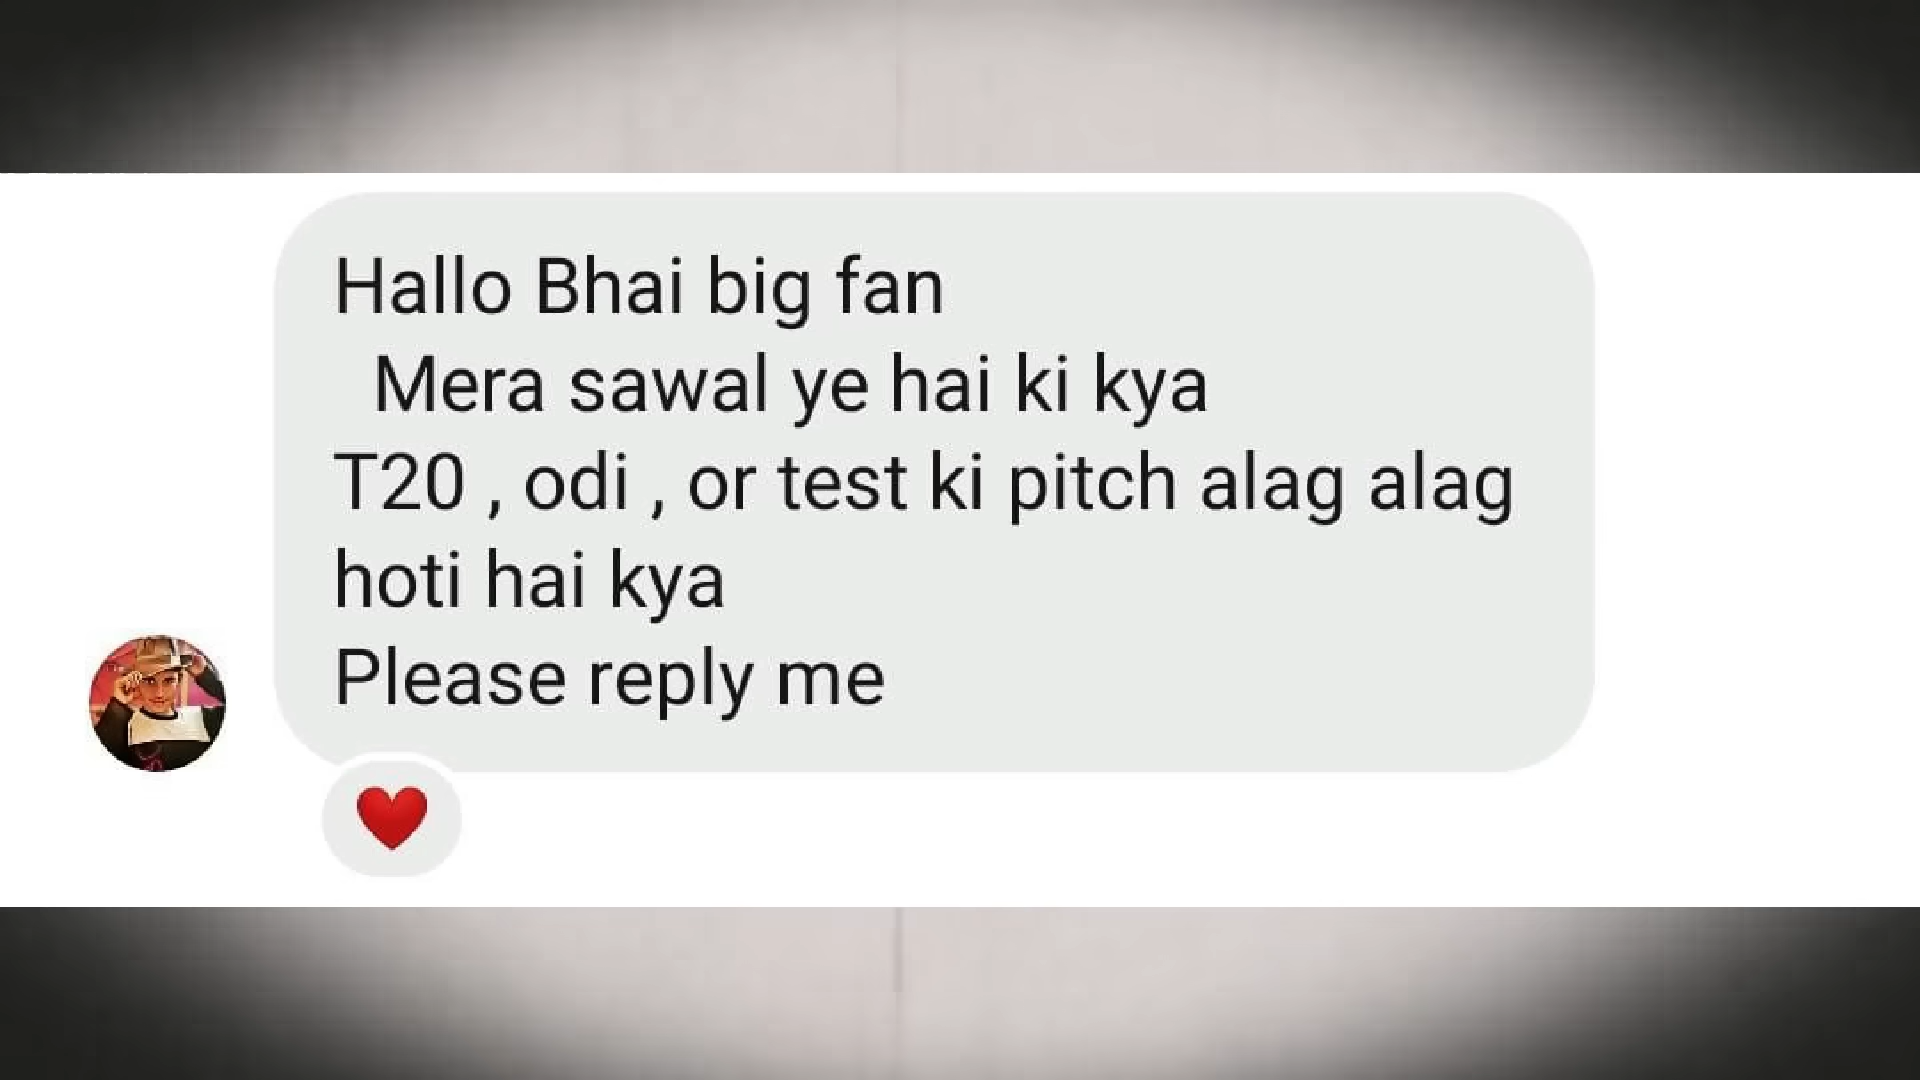 Hallo Bhai big fan
Mera sawal ye hai ki kya
T20 , odi , or test ki pitch alag alag
hoti hai kya
Please reply me